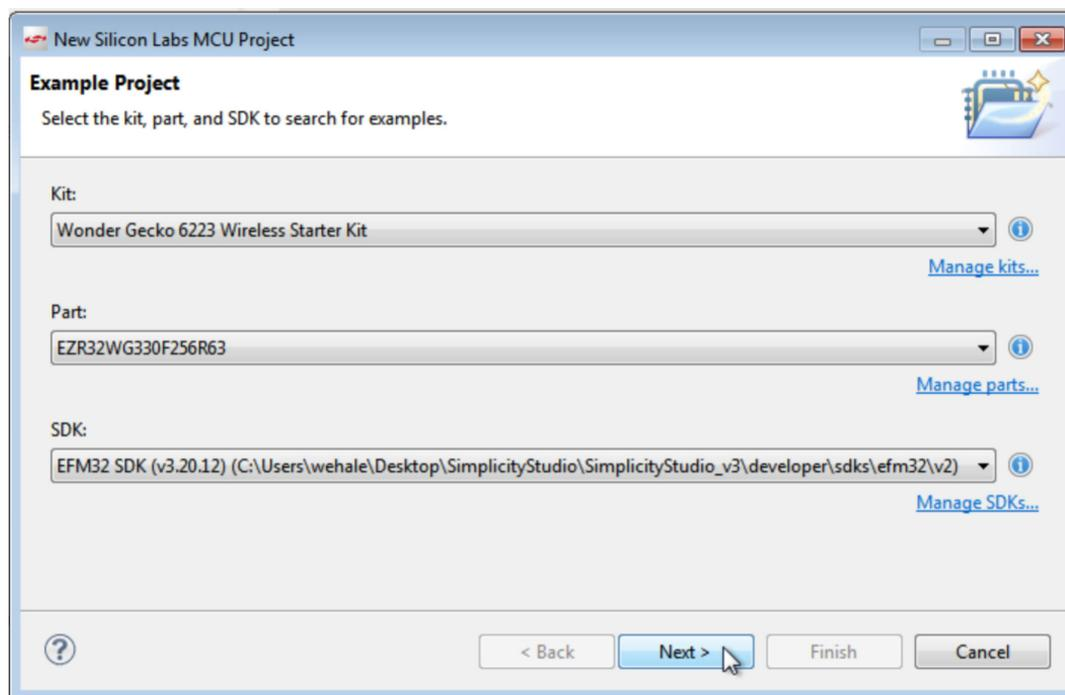 New Silicon Labs MCU Project
Example Project
Select the kit, part, and SDK to search for examples.
Kit:
Wonder Gecko 6223 Wireless Starter Kit
Manage kits...
Part:
EZR32WG330F256R63
Manage parts...
SDK:
EFM32 SDK (v3.20.12) (C:\Users\wehale\Desktop\SimplicityStudio\SimplicityStudio_v3\developer\sdks\efm32\v2)
Manage SDKs...
< Back Next > Finish Cancel